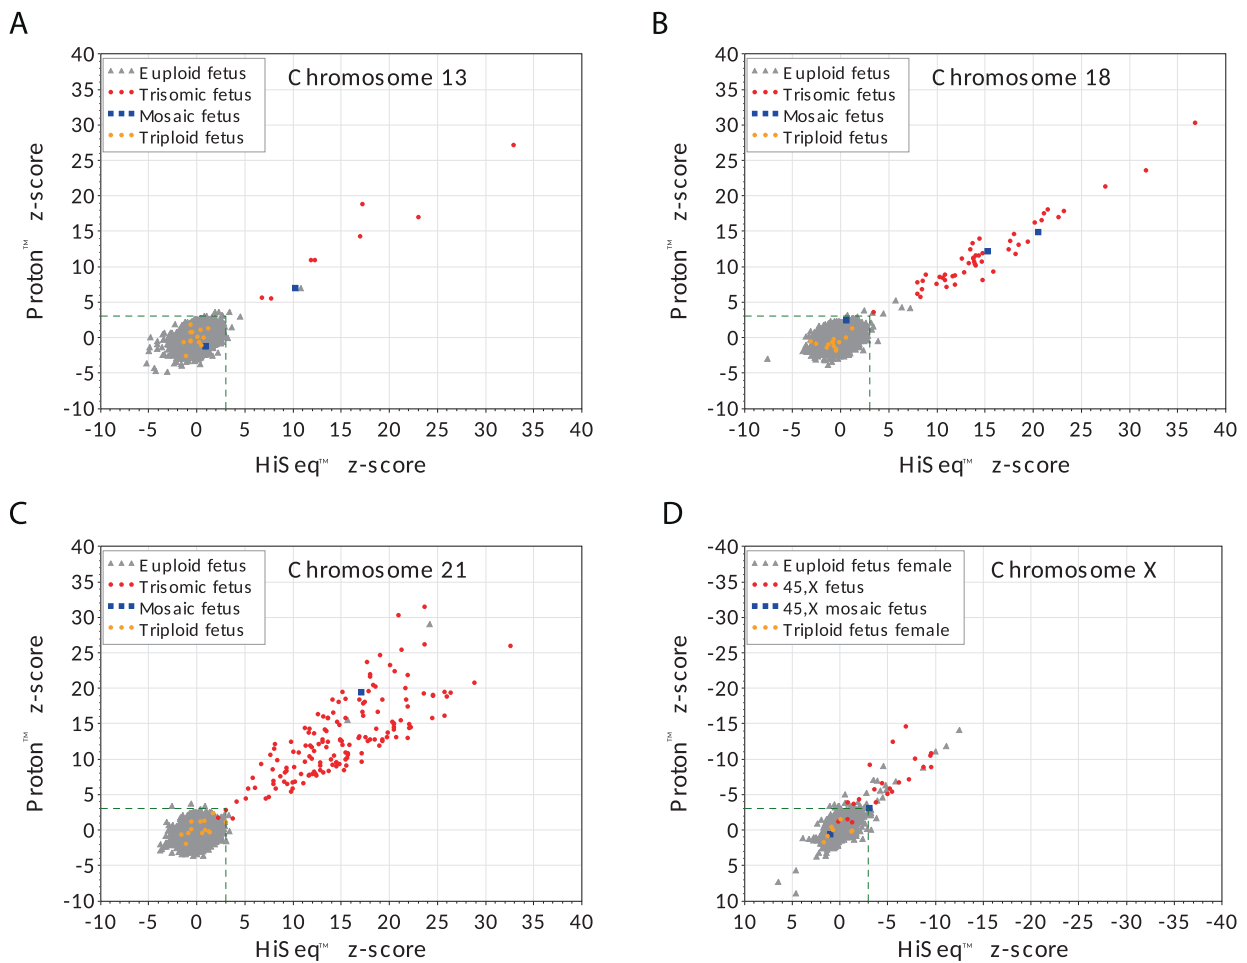 A
Chromosome 13
Euploid fetus
Trisomic fetus
Mosaic fetus
Triploid fetus
40
35
30
25
20
15
10
5
0
-5
-10
-10 -5 0 5 10 15 20 25 30 35 40
Proton™ z-score
HiSeq™ z-score
B
Chromosome 18
Euploid fetus
Trisomic fetus
Mosaic fetus
Triploid fetus
40
35
30
25
20
15
10
5
0
-5
-10
-10 -5 0 5 10 15 20 25 30 35 40
Proton™ z-score
HiSeq™ z-score
C
Chromosome 21
Euploid fetus
Trisomic fetus
Mosaic fetus
Triploid fetus
40
35
30
25
20
15
10
5
0
-5
-10
-10 -5 0 5 10 15 20 25 30 35 40
Proton™ z-score
HiSeq™ z-score
D
Chromosome X
Euploid fetus female
45,X fetus
45,X mosaic fetus
Triploid fetus female
-40
-35
-30
-25
-20
-15
-10
-5
0
5
10
10 5 0 -5 -10 -15 -20 -25 -30 -35 -40
Proton™ z-score
HiSeq™ z-score